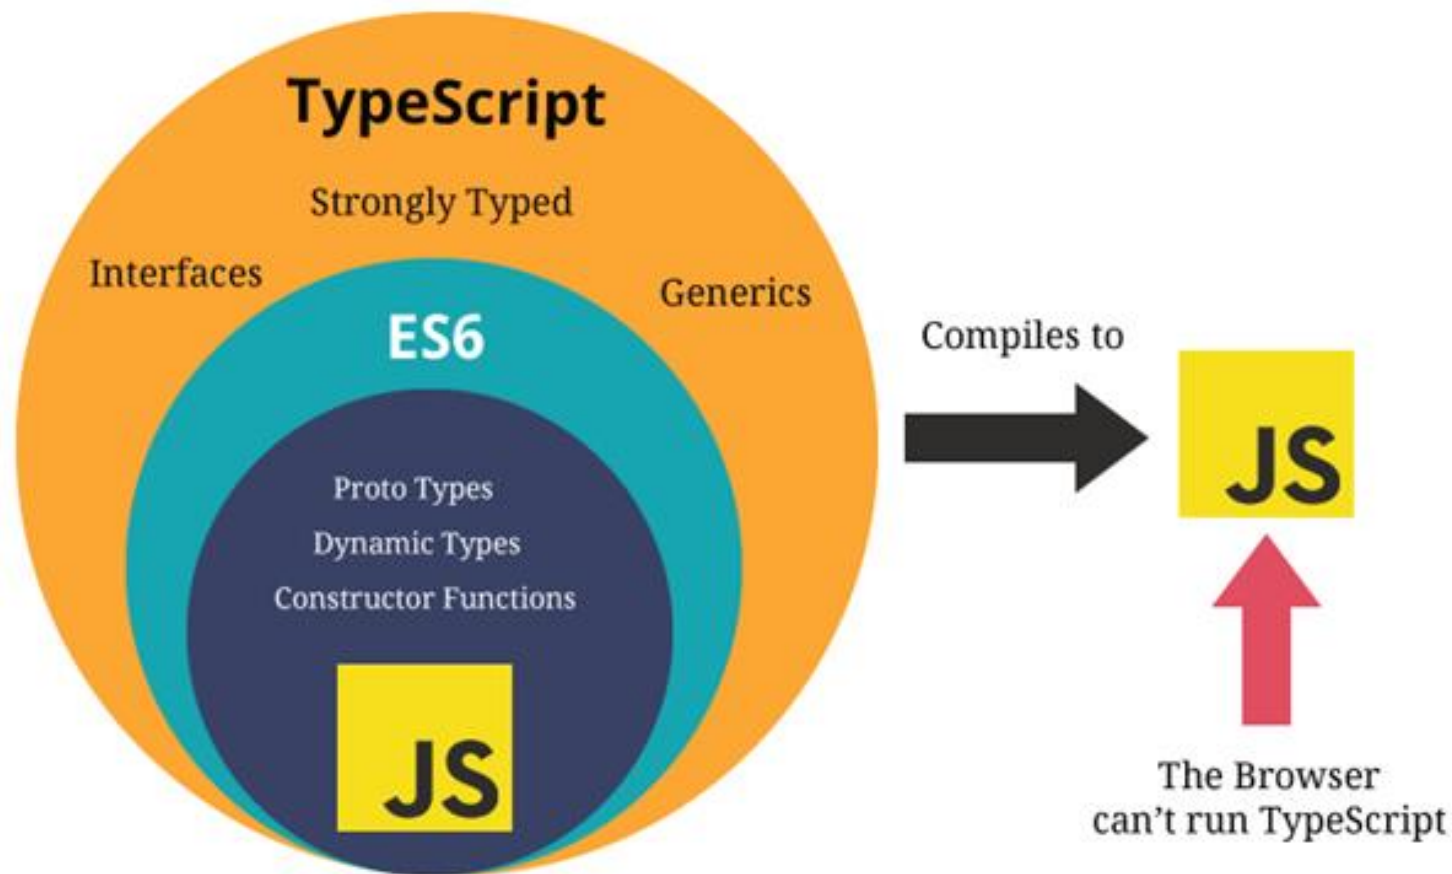 TypeScript
Strongly Typed
Interfaces
Generics
ES6
Proto Types
Dynamic Types
Constructor Functions
JS
Compiles to
JS
The Browser
can't run TypeScript